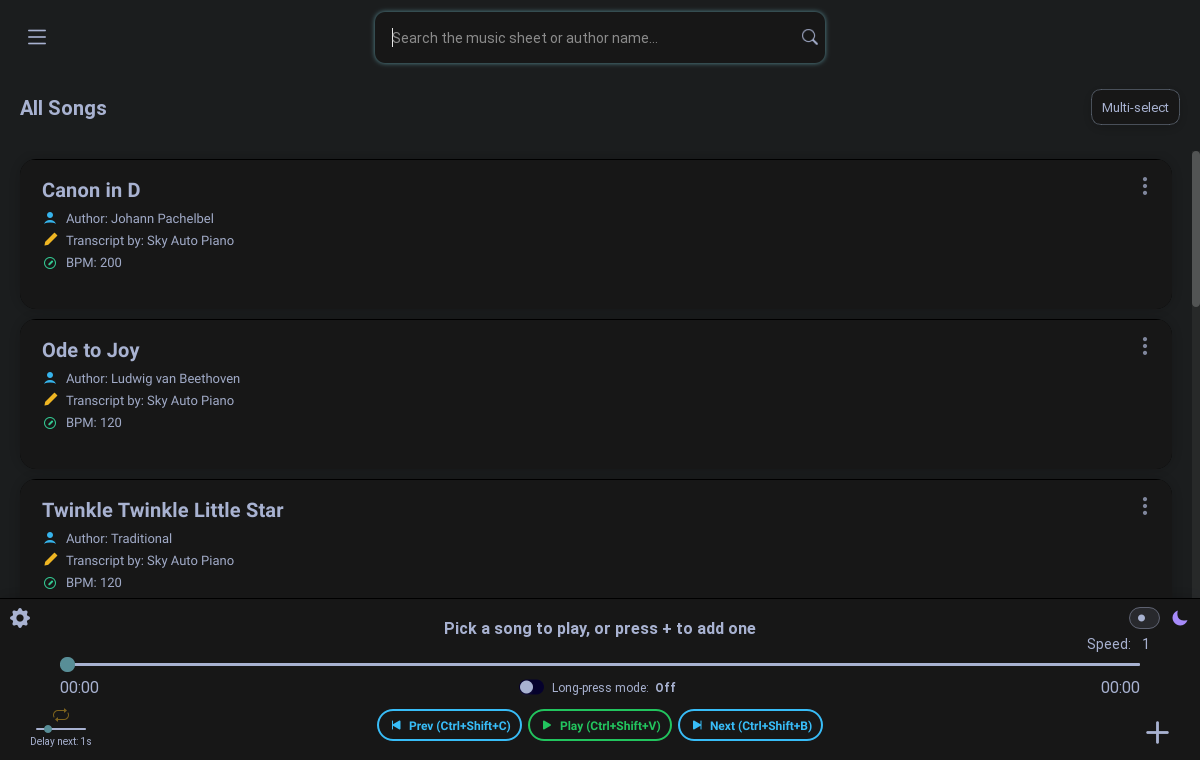 Search the music sheet or author name...
All Songs
Multi-select
Canon in D
Author: Johann Pachelbel
Transcript by: Sky Auto Piano
BPM: 200
Ode to Joy
Author: Ludwig van Beethoven
Transcript by: Sky Auto Piano
BPM: 120
Twinkle Twinkle Little Star
Author: Traditional
Transcript by: Sky Auto Piano
BPM: 120
Pick a song to play, or press + to add one
Speed: 1
00:00 Long-press mode: Off 00:00
Prev (Ctrl+Shift+C) Play (Ctrl+Shift+V) Next (Ctrl+Shift+B)
Delay next: 1s